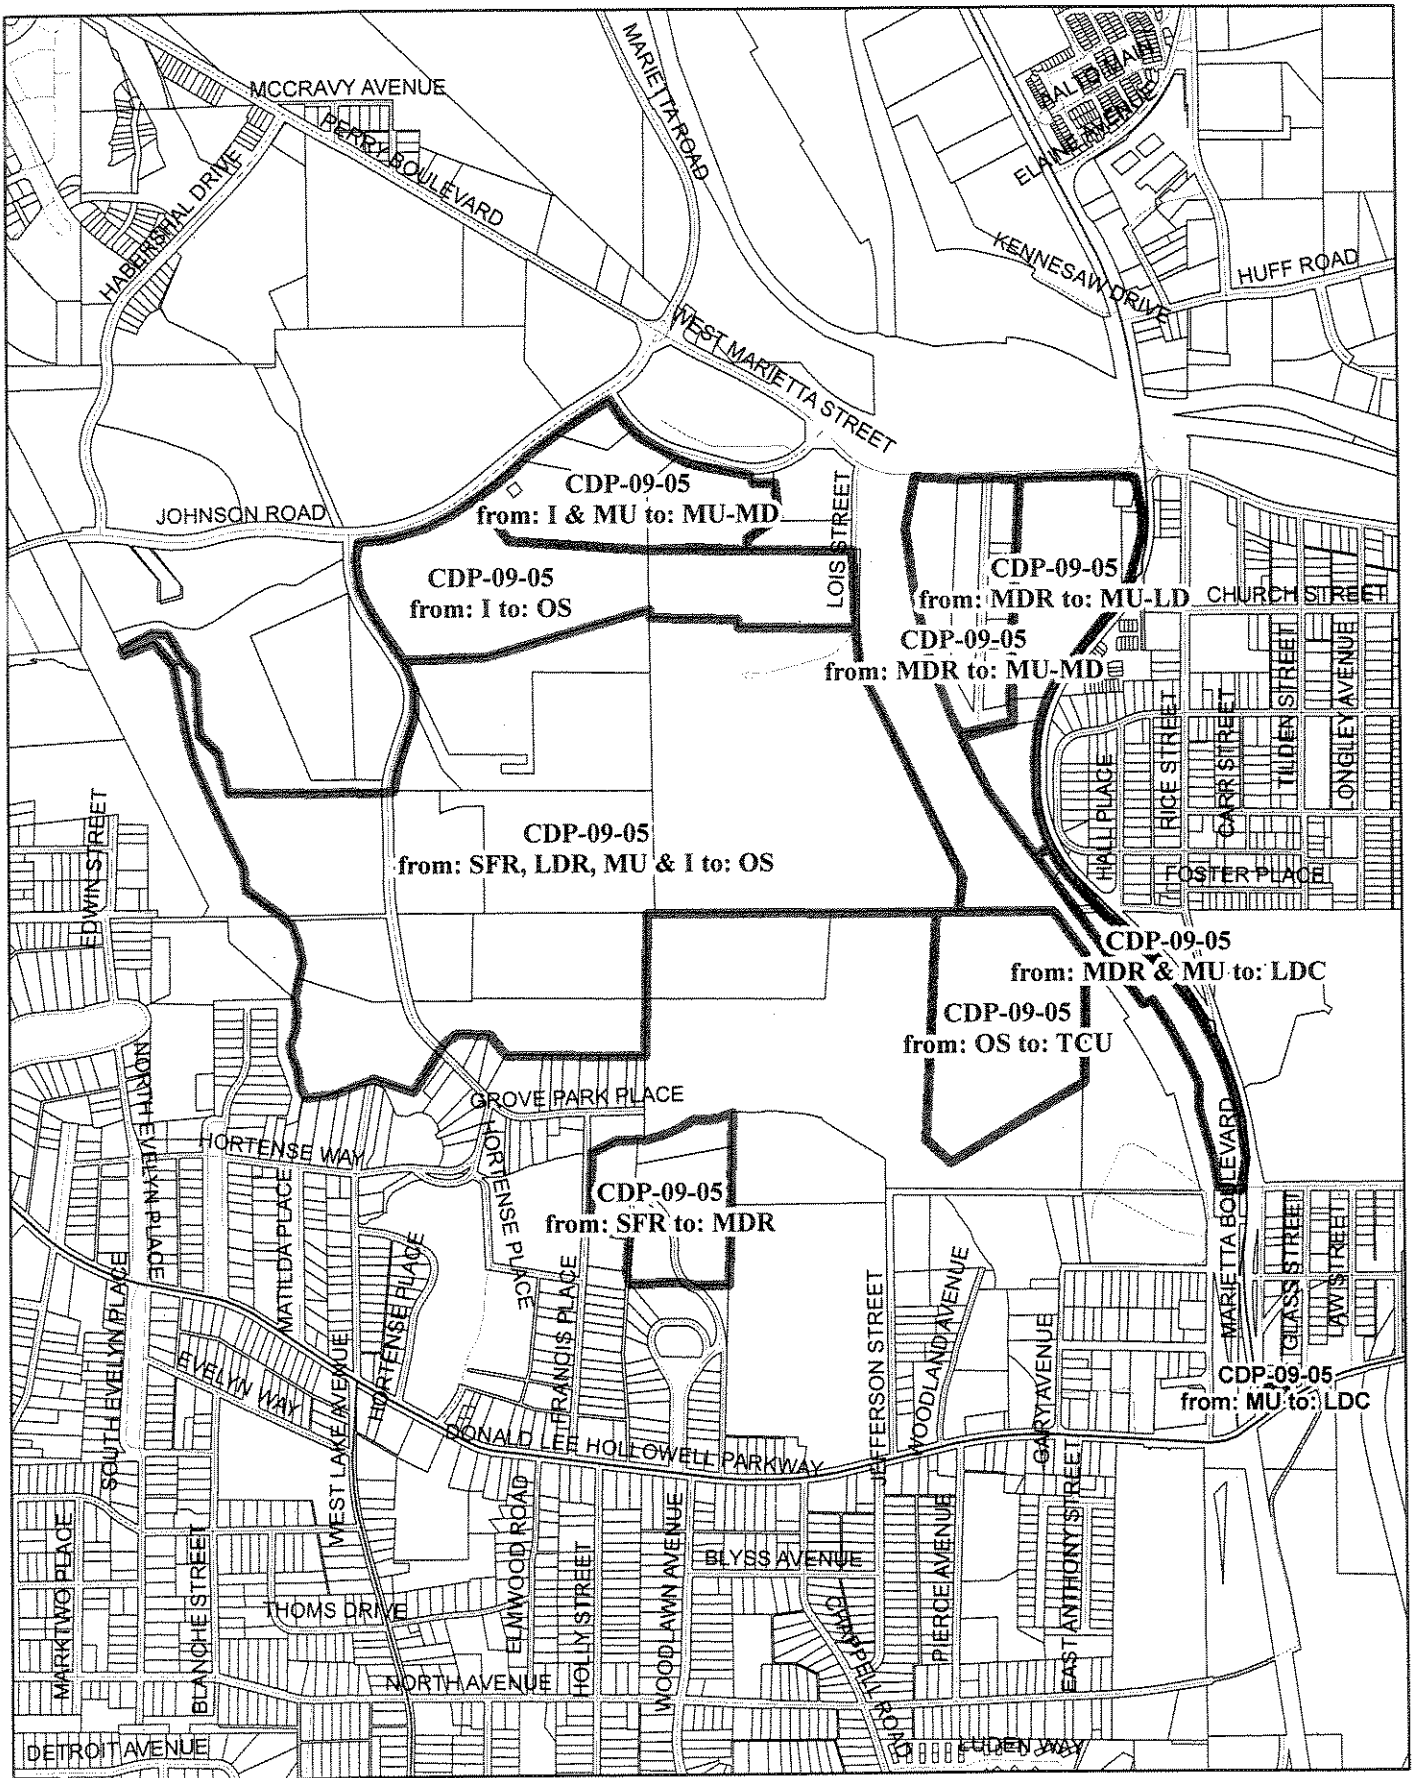 MCCRAVY AVENUE
PERRY BOULEVARD
MARIETTA ROAD
HABERSHAL DRIVE
ELAINE AVENUE
KENNESAW DRIVE
HUFF ROAD
WEST MARIETTA STREET
JOHNSON ROAD
LOIS STREET
CDP-09-05
from: I & MU to: MU-MD
CDP-09-05
from: I to: OS
CDP-09-05
from: MDR to: MU-LD
CHURCH STREET
CDP-09-05
from: MDR to: MU-MD
TILDEN STREET
LONGLEY AVENUE
RICE STREET
CARR STREET
HALL PLACE
EDWIN STREET
CDP-09-05
from: SFR, LDR, MU & I to: OS
FOSTER PLACE
CDP-09-05
from: MDR & MU to: LDC
CDP-09-05
from: OS to: TCU
GROVE PARK PLACE
NORTH EVELYN PLACE
HORTENSE WAY
HORTENSE PLACE
MATILDA PLACE
CDP-09-05
from: SFR to: MDR
MARIETTA BOULEVARD
GLASS STREET
LAW STREET
SOUTH EVELYN PLACE
HORTENSE PLACE
FRANCIS PLACE
JEFFERSON STREET
WOODLAND AVENUE
GARY AVENUE
EVELYN WAY
WEST LAKE AVENUE
CDP-09-05
from: MU to: LDC
DONALD LEE HOLLOWELL PARKWAY
MARKTWO PLACE
BLANCHE STREET
THOMS DRIVE
ELMWOOD ROAD
HOLLY STREET
WOODLAWN AVENUE
BLYSS AVENUE
CHAPPELL ROAD
PIERCE AVENUE
EAST ANTHONY STREET
NORTH AVENUE
DETROIT AVENUE
LUDEN WAY